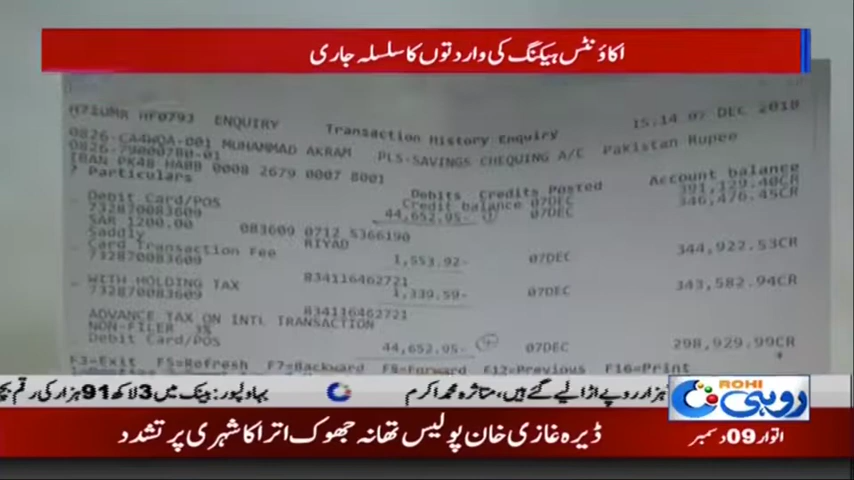 اکاؤنٹس ہیکنگ کی وارداتوں کا سلسلہ جاری
H71UMR HF0793 ENQUIRY Transaction History Enquiry 15.14 07 DEC 2018
0826-CA4WOA-001 MUHAMMAD AKRAM PLS-SAVINGS CHEQUING A/C Pakistan Rupee
0826-79000780-01
IBAN PK48 HABB 0008 2679 0007 8001
? Particulars Debits Credits Posted Account balance
Credit balance 07DEC 391,129.40CR
Debit Card/POS 44,652.95- 07DEC 346,476.45CR
732870083609
SAR 1200.00 083609 0712 5366190
Saddly RIYAD
Card Transaction Fee 1,553.92- 07DEC 344,922.53CR
732870083609 834116462721
WITH HOLDING TAX 1,339.59- 07DEC 343,582.94CR
732870083609 834116462721
ADVANCE TAX ON INTL TRANSACTION
NON-FILER 3%
Debit Card/POS 44,652.95- 07DEC 298,929.99CR
+
F3=Exit F5=Refresh F7=Backward F8=Forward F12=Previous F16=Print
ہزار روپے اڑا لیے گئے ہیں، متاثرہ محمد اکرم بہاولپور: بینک میں 3 لاکھ 91 ہزار کی رقم
ROHI
روہی
ڈیرہ غازی خان پولیس تھانہ جھوک اترا کا شہری پر تشدد
اتوار 09 دسمبر